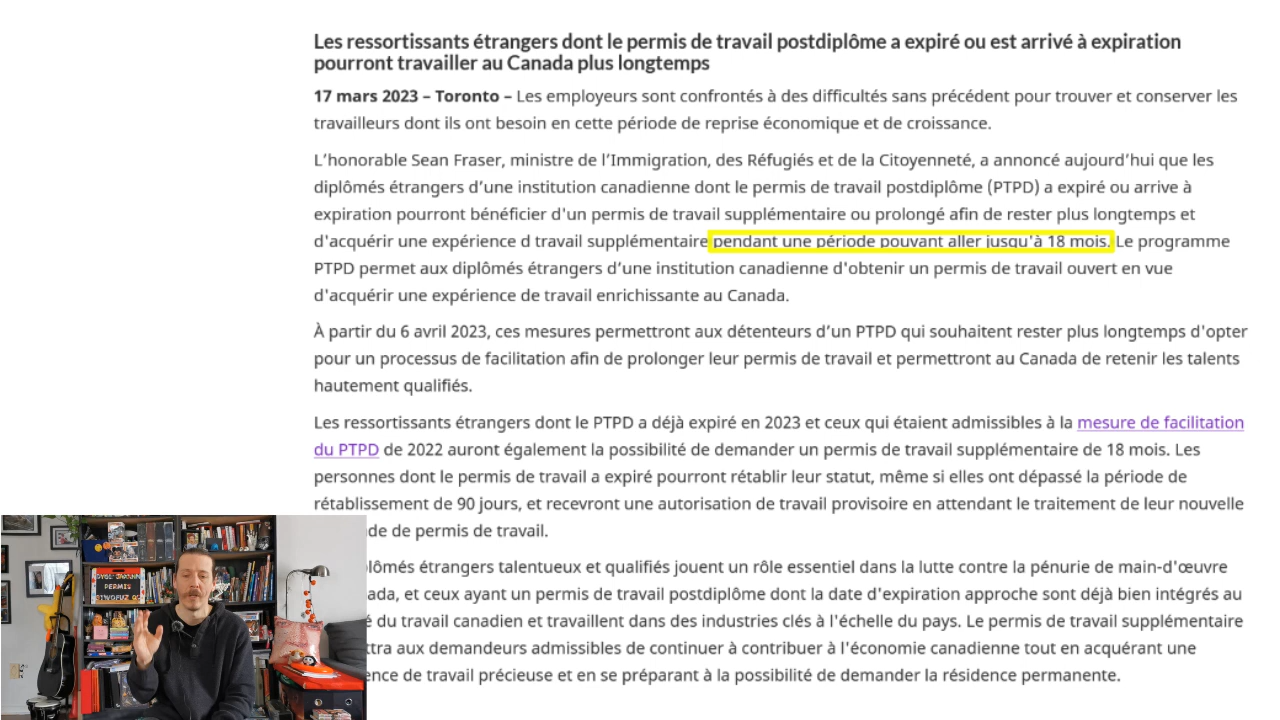 Les ressortissants étrangers dont le permis de travail postdiplôme a expiré ou est arrivé à expiration
pourront travailler au Canada plus longtemps
17 mars 2023 – Toronto – Les employeurs sont confrontés à des difficultés sans précédent pour trouver et conserver les
travailleurs dont ils ont besoin en cette période de reprise économique et de croissance.
L’honorable Sean Fraser, ministre de l’Immigration, des Réfugiés et de la Citoyenneté, a annoncé aujourd’hui que les
diplômés étrangers d’une institution canadienne dont le permis de travail postdiplôme (PTPD) a expiré ou arrive à
expiration pourront bénéficier d'un permis de travail supplémentaire ou prolongé afin de rester plus longtemps et
d'acquérir une expérience d travail supplémentaire pendant une période pouvant aller jusqu'à 18 mois. Le programme
PTPD permet aux diplômés étrangers d’une institution canadienne d'obtenir un permis de travail ouvert en vue
d'acquérir une expérience de travail enrichissante au Canada.
À partir du 6 avril 2023, ces mesures permettront aux détenteurs d’un PTPD qui souhaitent rester plus longtemps d'opter
pour un processus de facilitation afin de prolonger leur permis de travail et permettront au Canada de retenir les talents
hautement qualifiés.
Les ressortissants étrangers dont le PTPD a déjà expiré en 2023 et ceux qui étaient admissibles à la mesure de facilitation
du PTPD de 2022 auront également la possibilité de demander un permis de travail supplémentaire de 18 mois. Les
personnes dont le permis de travail a expiré pourront rétablir leur statut, même si elles ont dépassé la période de
rétablissement de 90 jours, et recevront une autorisation de travail provisoire en attendant le traitement de leur nouvelle
de de permis de travail.
lômés étrangers talentueux et qualifiés jouent un rôle essentiel dans la lutte contre la pénurie de main-d'œuvre
ada, et ceux ayant un permis de travail postdiplôme dont la date d'expiration approche sont déjà bien intégrés au
é du travail canadien et travaillent dans des industries clés à l'échelle du pays. Le permis de travail supplémentaire
ttra aux demandeurs admissibles de continuer à contribuer à l'économie canadienne tout en acquérant une
ence de travail précieuse et en se préparant à la possibilité de demander la résidence permanente.
PERMIS